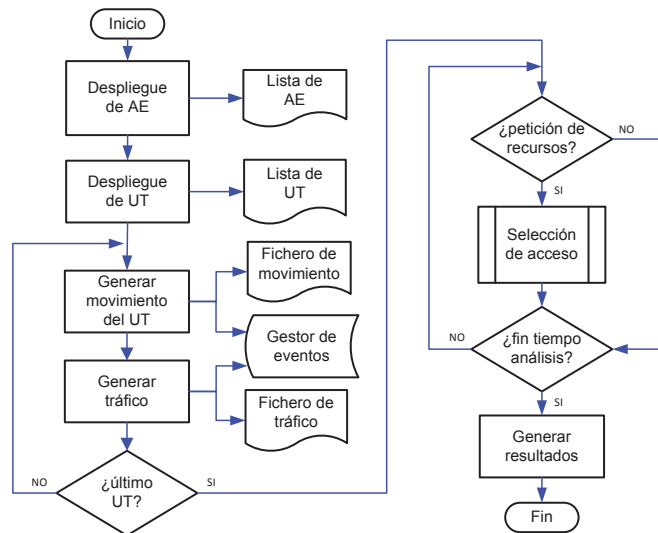 Inicio
Despliegue
de AE
Lista de
AE
Despliegue
de UT
Lista de
UT
Generar
movimiento
del UT
Fichero de
movimiento
Gestor de
eventos
Generar
tráfico
Fichero de
tráfico
¿último
UT?
NO
SI
¿petición de
recursos?
NO
SI
Selección
de acceso
¿fin tiempo
análisis?
NO
SI
Generar
resultados
Fin